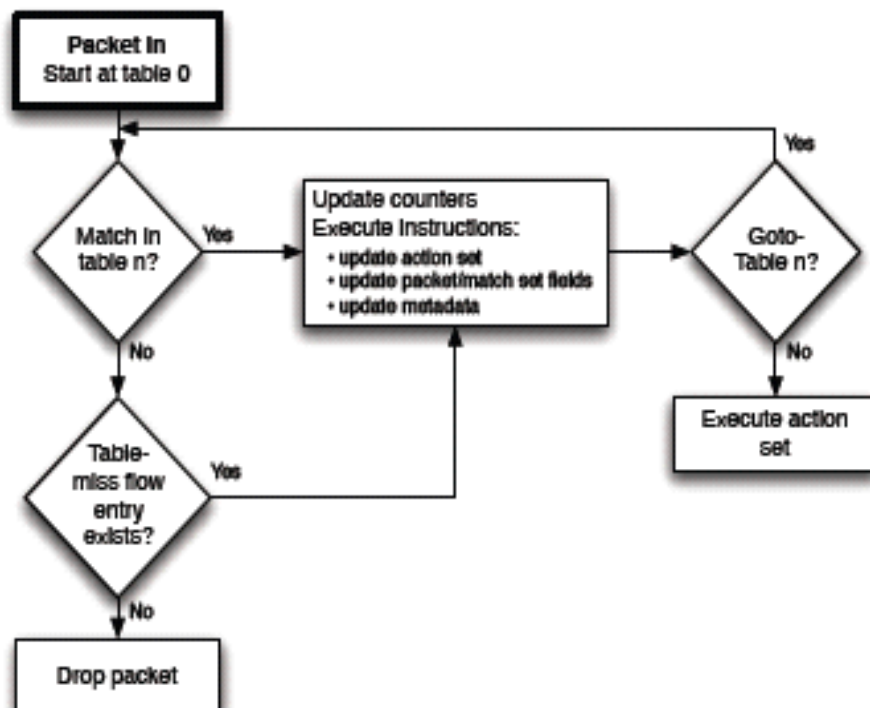 Packet In
Start at table 0
Match in
table n?
Yes
Update counters
Execute instructions:
• update action set
• update packet/match set fields
• update metadata
Goto-
Table n?
Yes
No
Execute action
set
No
Table-
miss flow
entry
exists?
Yes
No
Drop packet